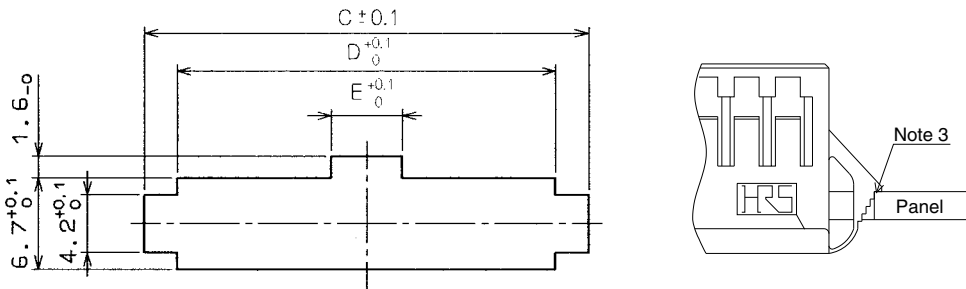 C±0.1
D +0.1 0
E +0.1 0
1.6 -0
6.7 +0.1 0
4.2 +0.1 0
Note 3
HRS
Panel